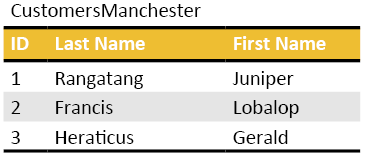 CustomersManchester
ID Last Name First Name
1 Rangatang Juniper
2 Francis Lobalop
3 Heraticus Gerald